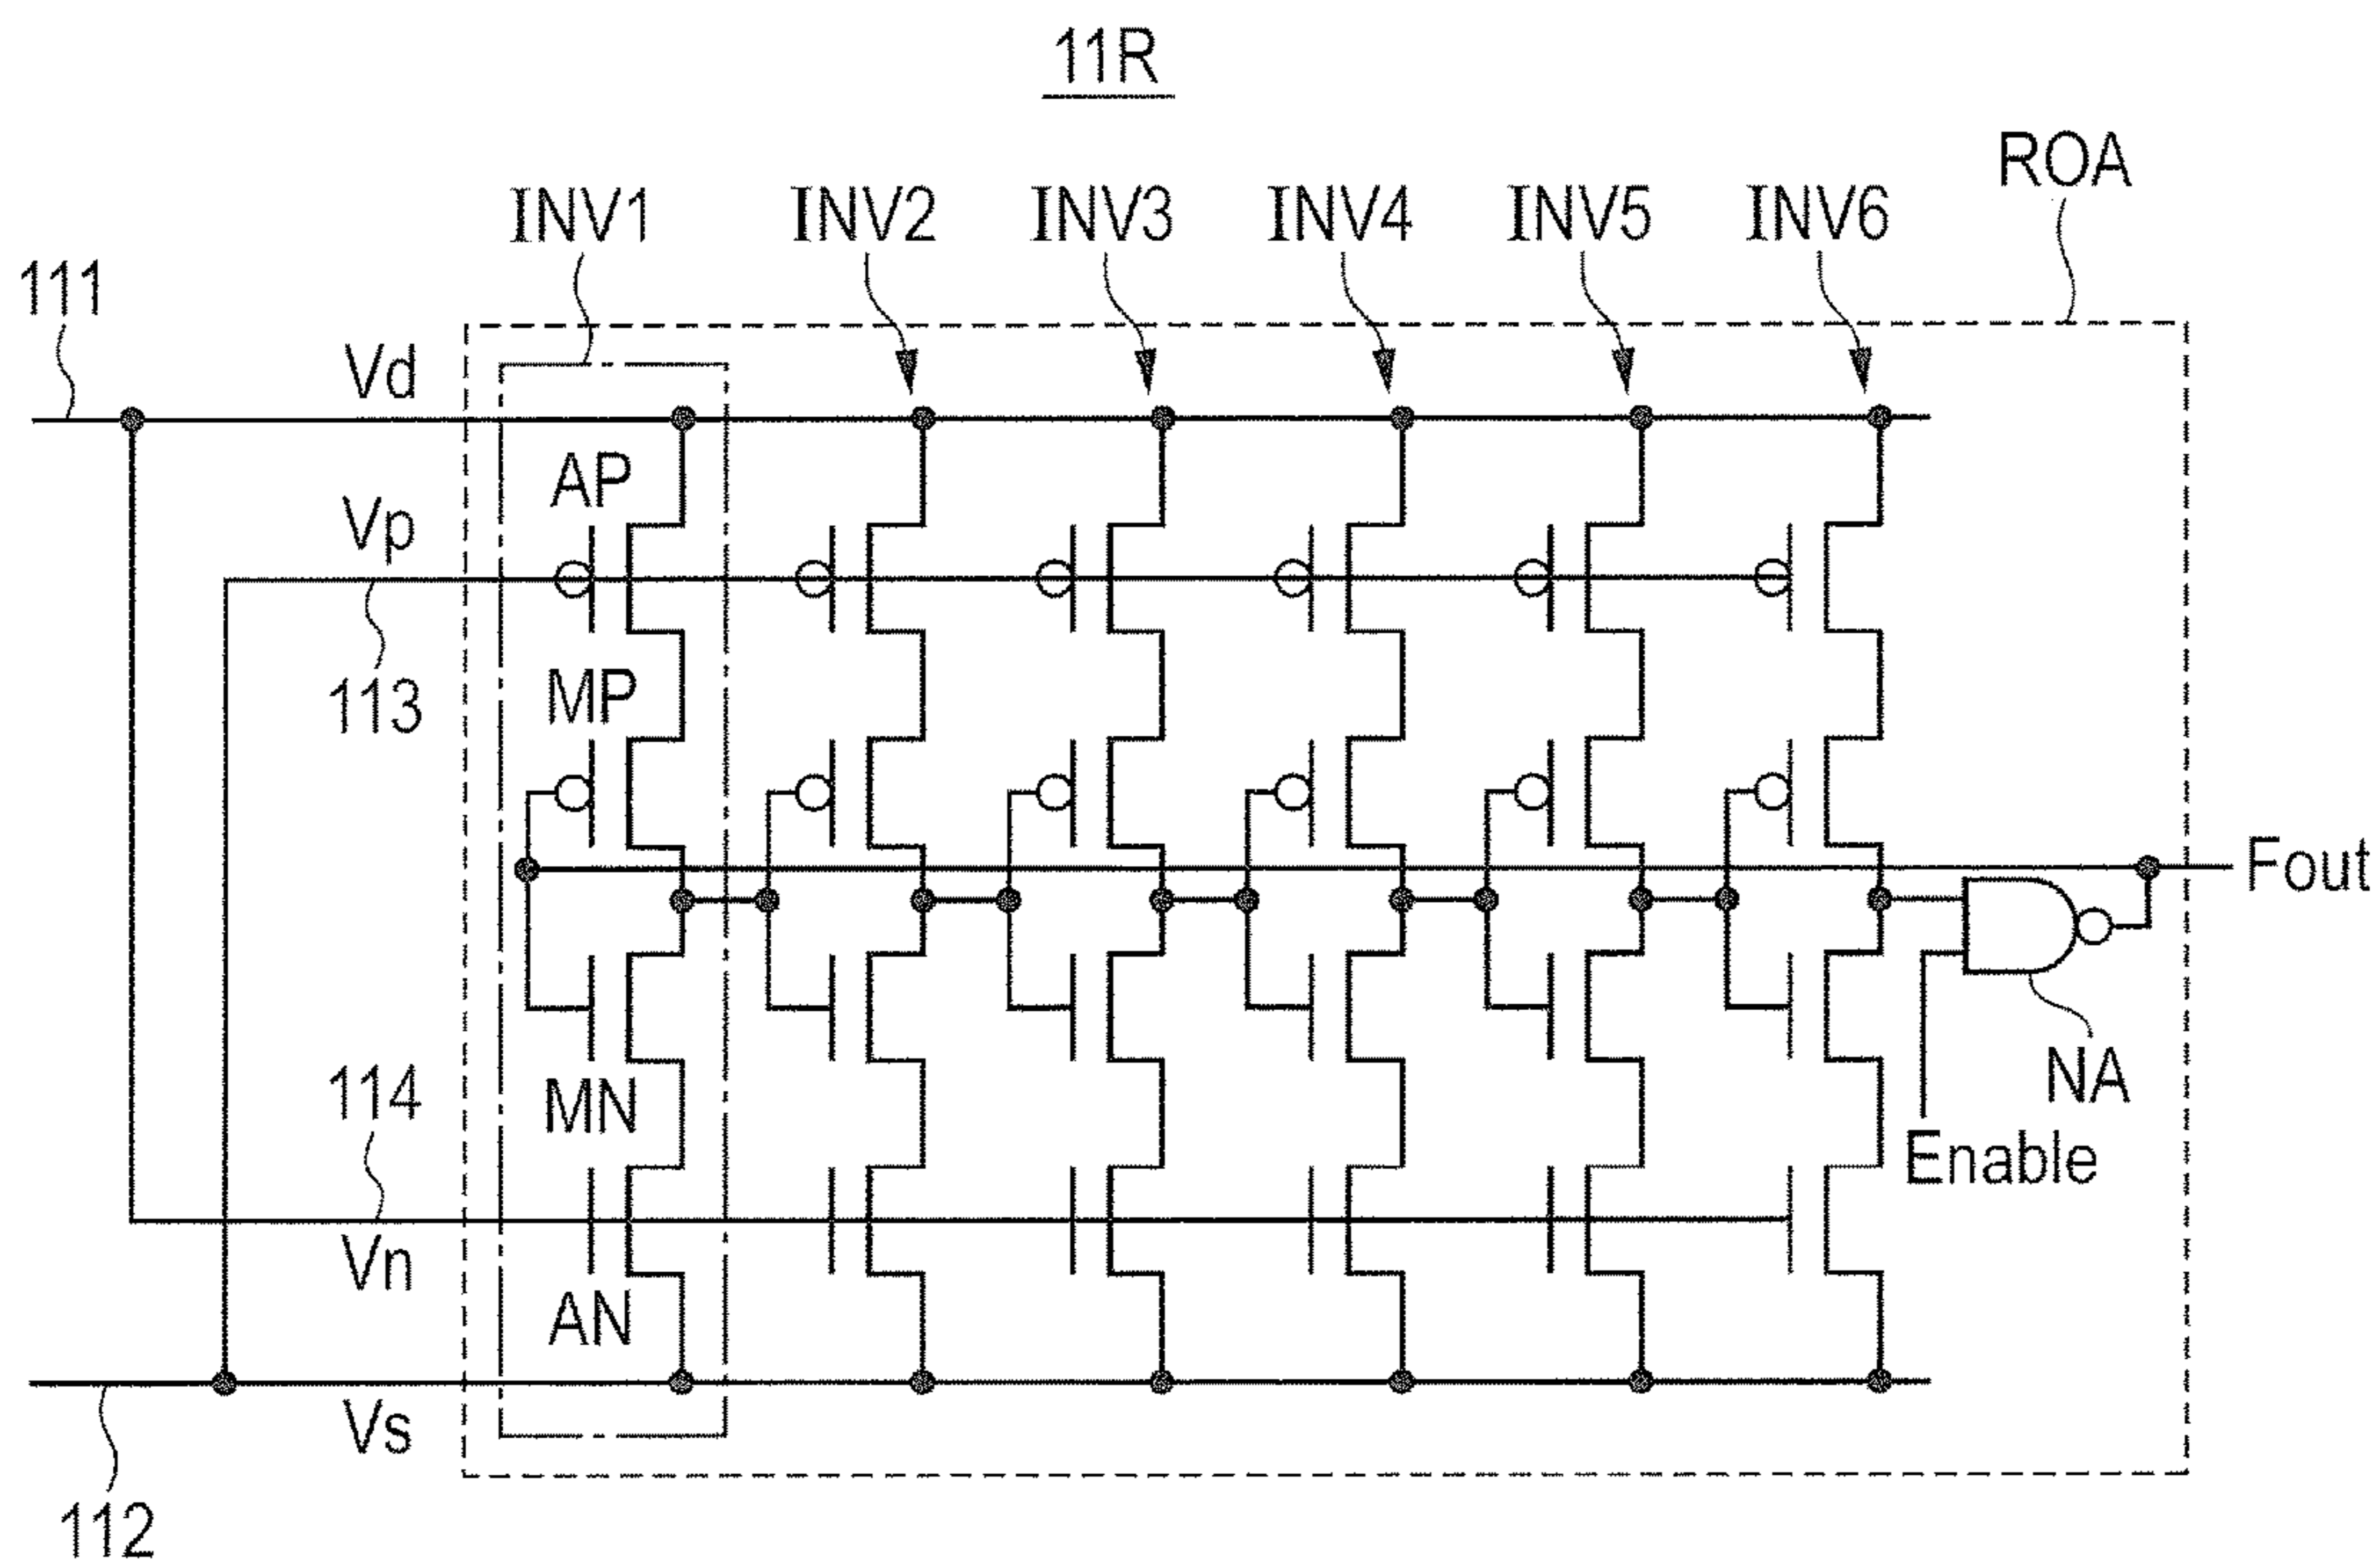 11R
ROA
INV1 INV2 INV3 INV4 INV5 INV6
111
Vd
AP
Vp
MP
113
Fout
114
MN
NA
Enable
Vn
AN
Vs
112